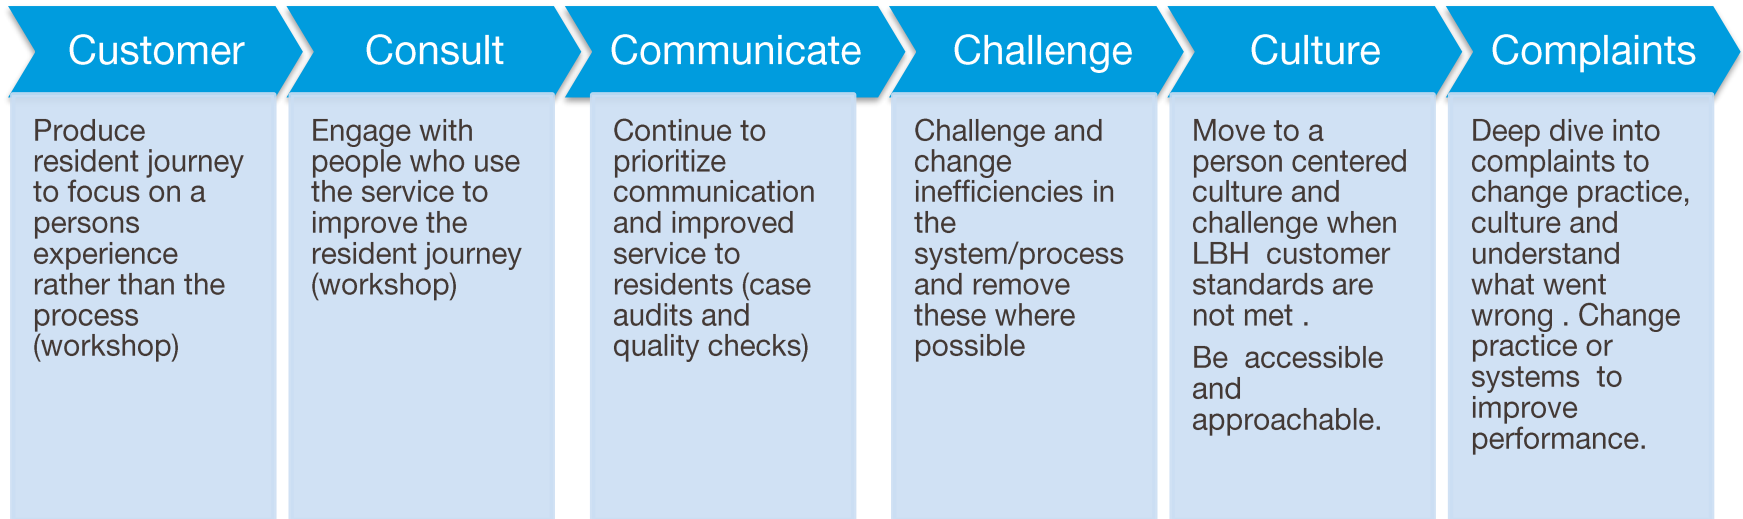 Customer
Produce
resident journey
to focus on a
persons
experience
rather than the
process
(workshop)
Consult
Engage with
people who use
the service to
improve the
resident journey
(workshop)
Communicate
Continue to
prioritize
communication
and improved
service to
residents (case
audits and
quality checks)
Challenge
Challenge and
change
inefficiencies in
the
system/process
and remove
these where
possible
Culture
Move to a
person centered
culture and
challenge when
LBH  customer
standards are
not met .
Be  accessible
and
approachable.
Complaints
Deep dive into
complaints to
change practice,
culture and
understand
what went
wrong . Change
practice or
systems  to
improve
performance.